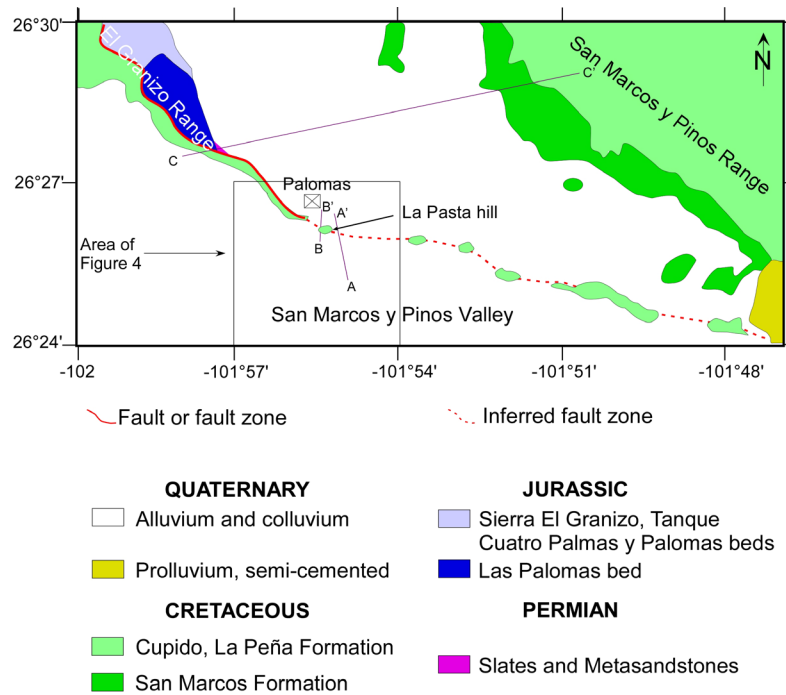 26°30'
El Granizo Range
San Marcos y Pinos Range
C'
N
C
26°27'
Palomas
B'
A'
La Pasta hill
B
Area of
Figure 4
A
San Marcos y Pinos Valley
26°24'
-102
-101°57'
-101°54'
-101°51'
-101°48'
Fault or fault zone
Inferred fault zone
QUATERNARY
Alluvium and colluvium
Prolluvium, semi-cemented
CRETACEOUS
Cupido, La Peña Formation
San Marcos Formation
JURASSIC
Sierra El Granizo, Tanque
Cuatro Palmas y Palomas beds
Las Palomas bed
PERMIAN
Slates and Metasandstones